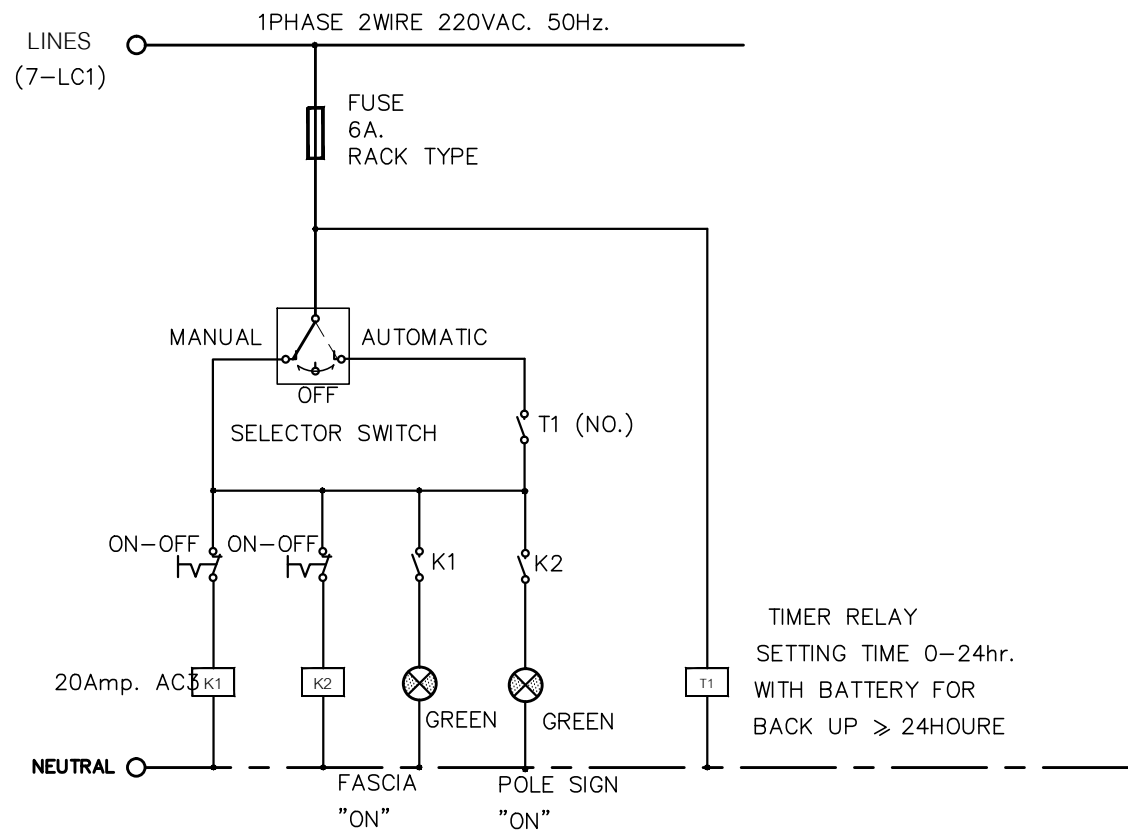 1PHASE 2WIRE 220VAC. 50Hz.
LINES
(7-LC1)
FUSE
6A.
RACK TYPE
MANUAL
AUTOMATIC
OFF
SELECTOR SWITCH
T1 (NO.)
ON-OFF
ON-OFF
K1
K2
20Amp. AC3
K1
K2
GREEN
GREEN
T1
TIMER RELAY
SETTING TIME 0-24hr.
WITH BATTERY FOR
BACK UP ⩾ 24HOURE
NEUTRAL
FASCIA
"ON"
POLE SIGN
"ON"